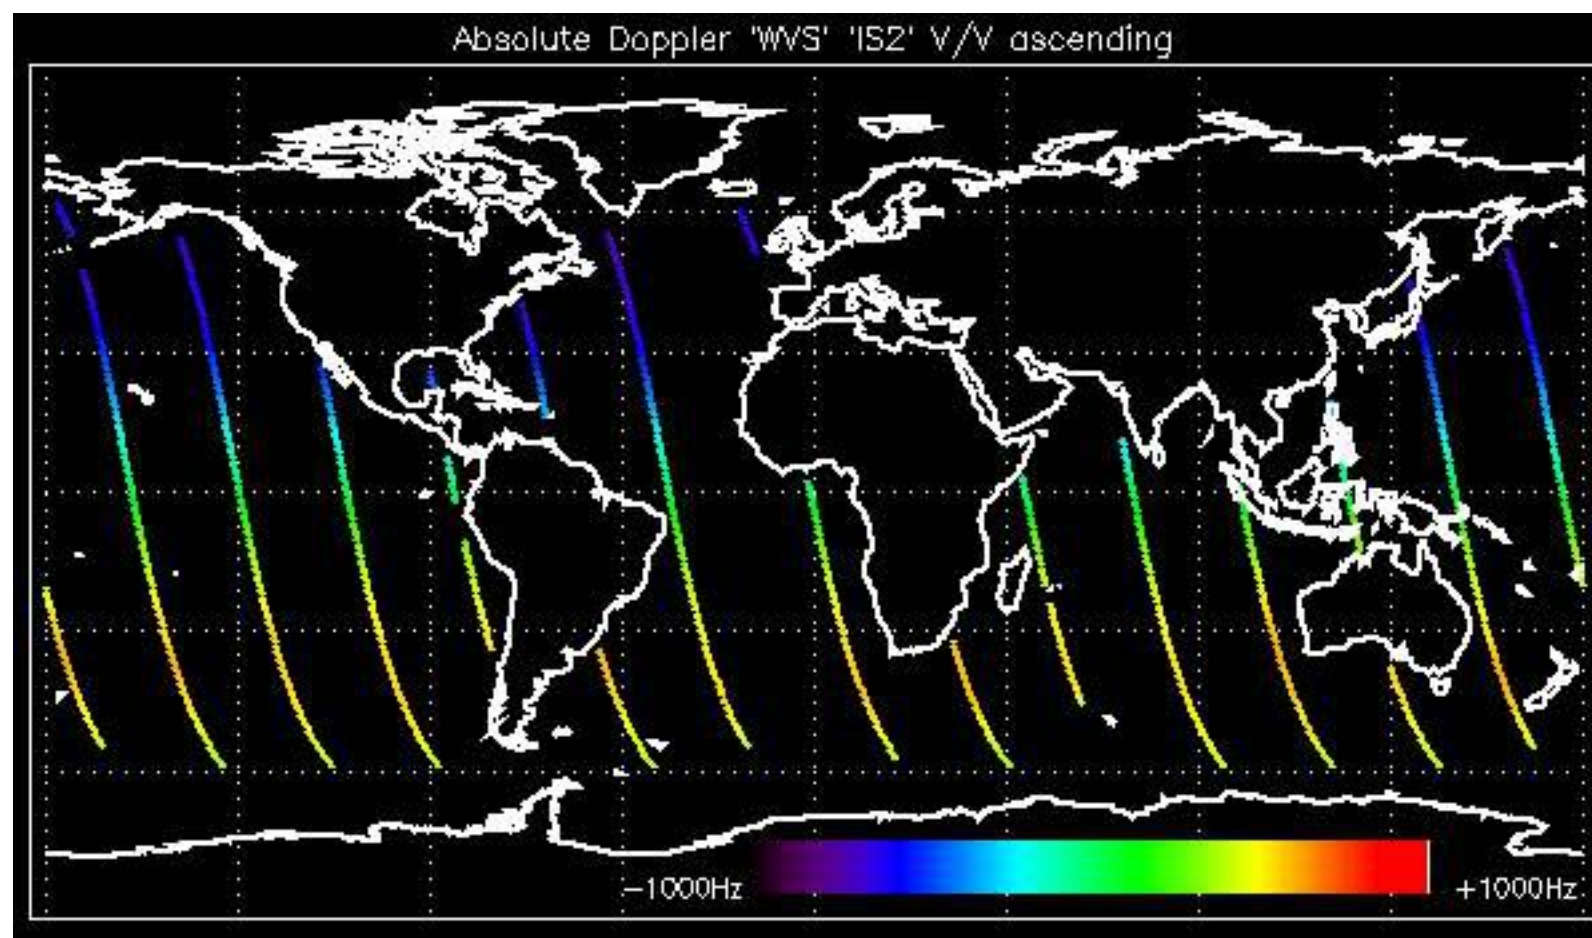 Absolute Doppler 'WVS' 'IS2' V/V ascending
−1000Hz
+1000Hz